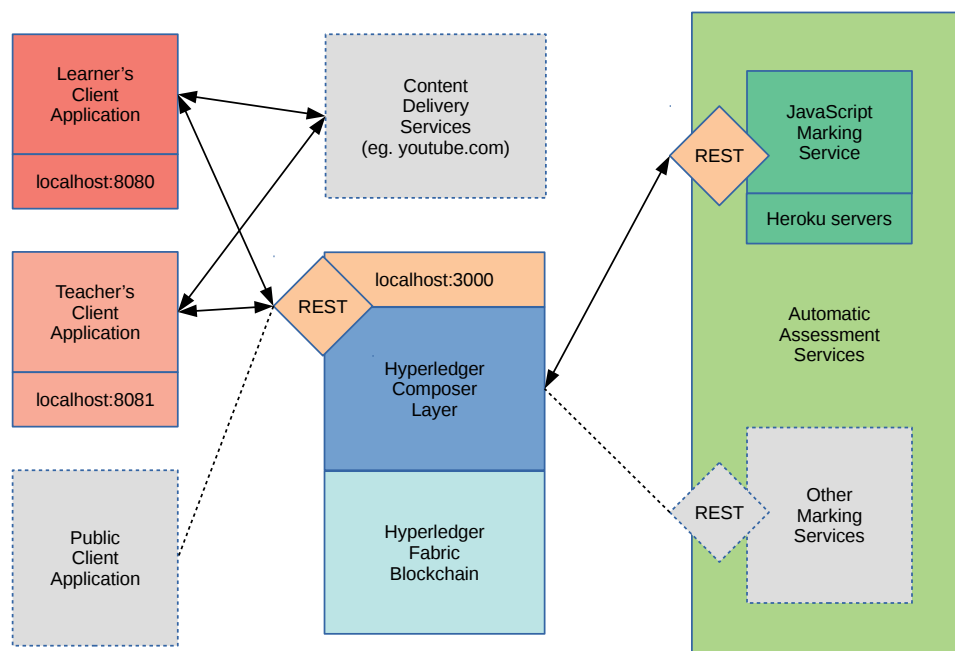 Learner’s
Client
Application
localhost:8080
Content
Delivery
Services
(eg. youtube.com)
REST
JavaScript
Marking
Service
Heroku servers
Teacher’s
Client
Application
localhost:8081
REST
localhost:3000
Hyperledger
Composer
Layer
Automatic
Assessment
Services
Public
Client
Application
Hyperledger
Fabric
Blockchain
REST
Other
Marking
Services